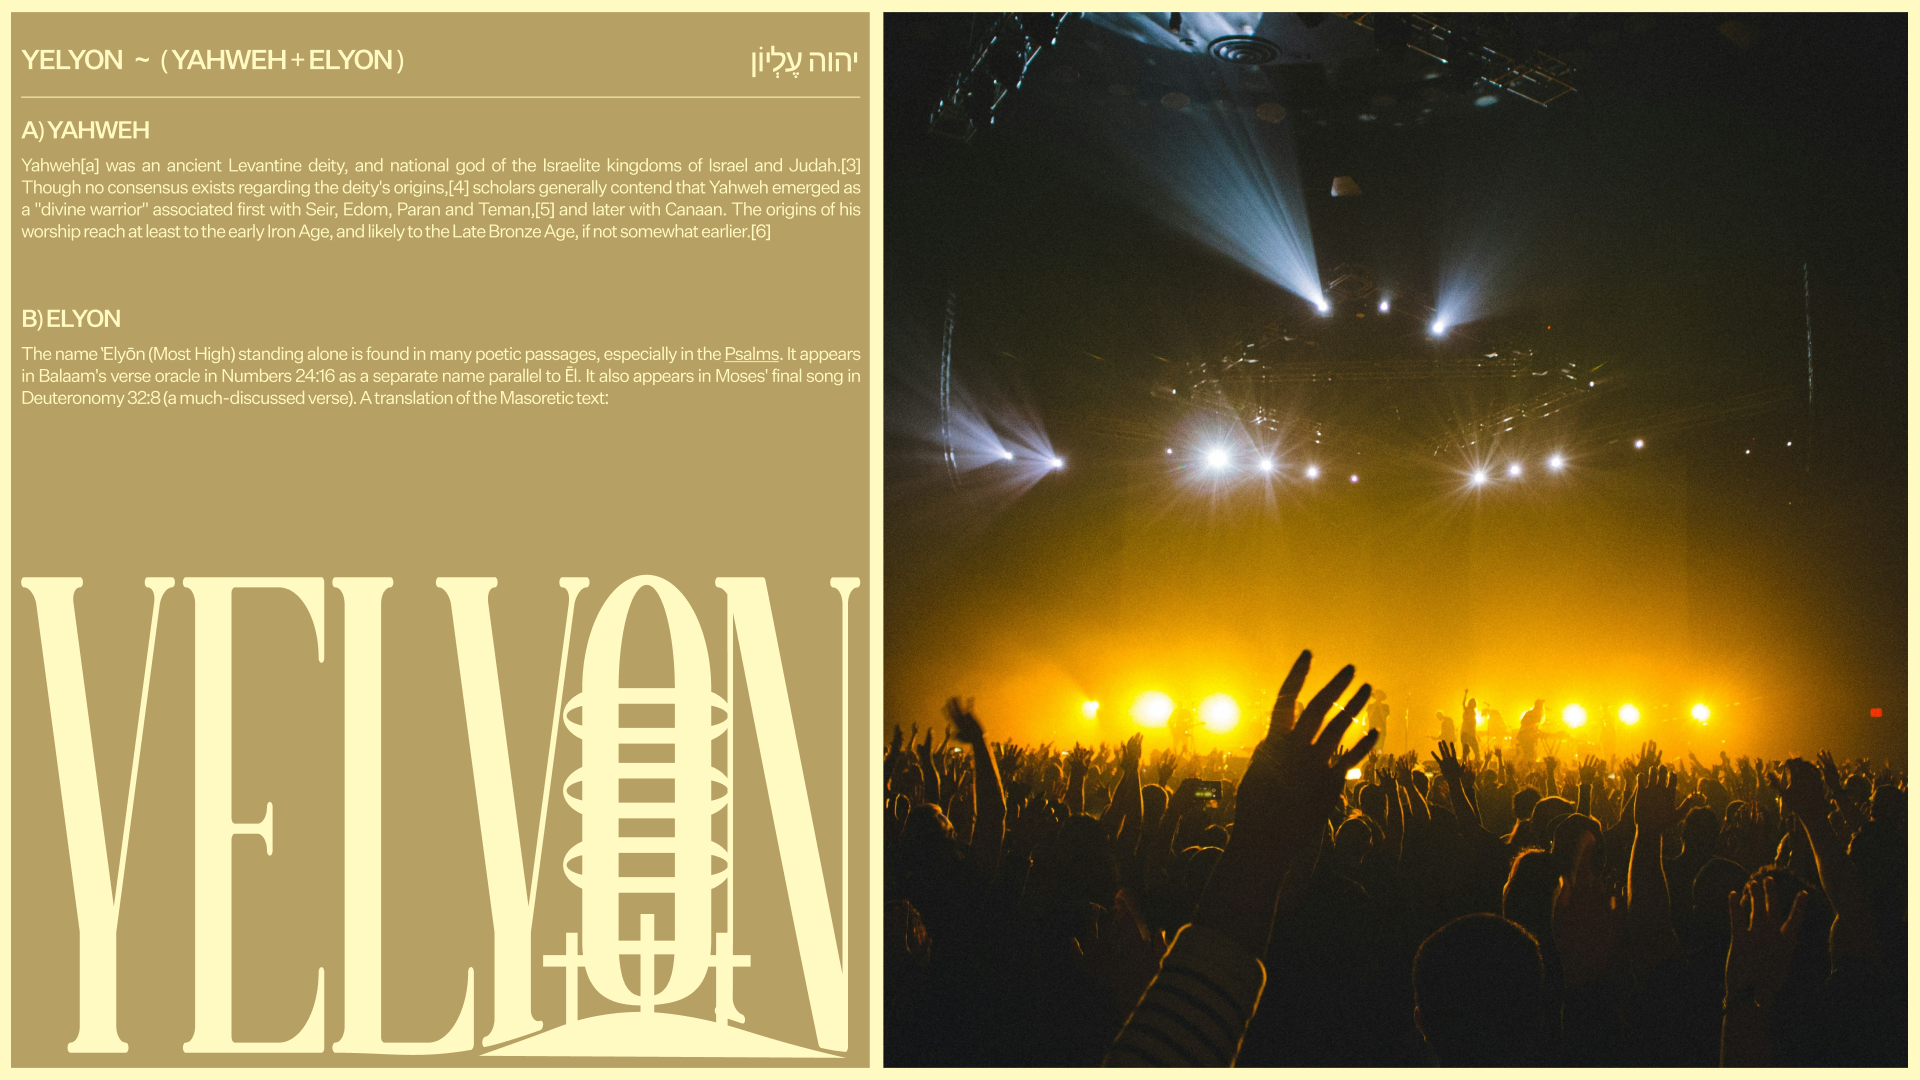 YELYON ~ ( YAHWEH + ELYON )
יהוה עֶלְיוֹן
A) YAHWEH
Yahweh[a] was an ancient Levantine deity, and national god of the Israelite kingdoms of Israel and Judah.[3]
Though no consensus exists regarding the deity's origins,[4] scholars generally contend that Yahweh emerged as
a "divine warrior" associated first with Seir, Edom, Paran and Teman,[5] and later with Canaan. The origins of his
worship reach at least to the early Iron Age, and likely to the Late Bronze Age, if not somewhat earlier.[6]
B) ELYON
The name ʽElyōn (Most High) standing alone is found in many poetic passages, especially in the Psalms. It appears
in Balaam's verse oracle in Numbers 24:16 as a separate name parallel to Ēl. It also appears in Moses' final song in
Deuteronomy 32:8 (a much-discussed verse). A translation of the Masoretic text:
YELYON